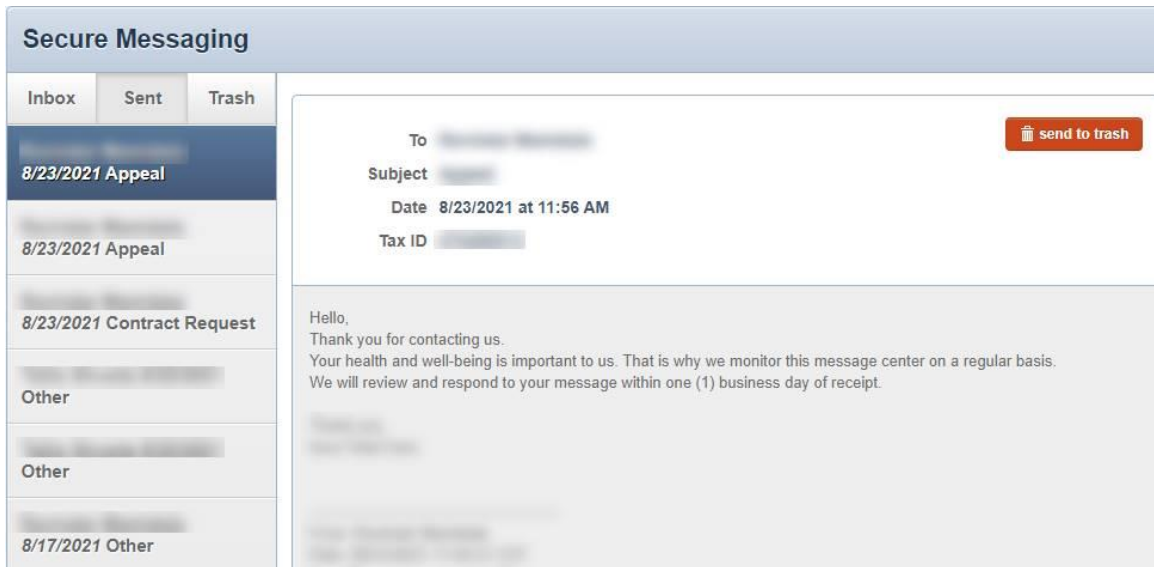 Secure Messaging
Inbox Sent Trash
8/23/2021 Appeal
8/23/2021 Appeal
8/23/2021 Contract Request
Other
Other
8/17/2021 Other
send to trash
To
Subject
Date 8/23/2021 at 11:56 AM
Tax ID
Hello,
Thank you for contacting us.
Your health and well-being is important to us. That is why we monitor this message center on a regular basis.
We will review and respond to your message within one (1) business day of receipt.